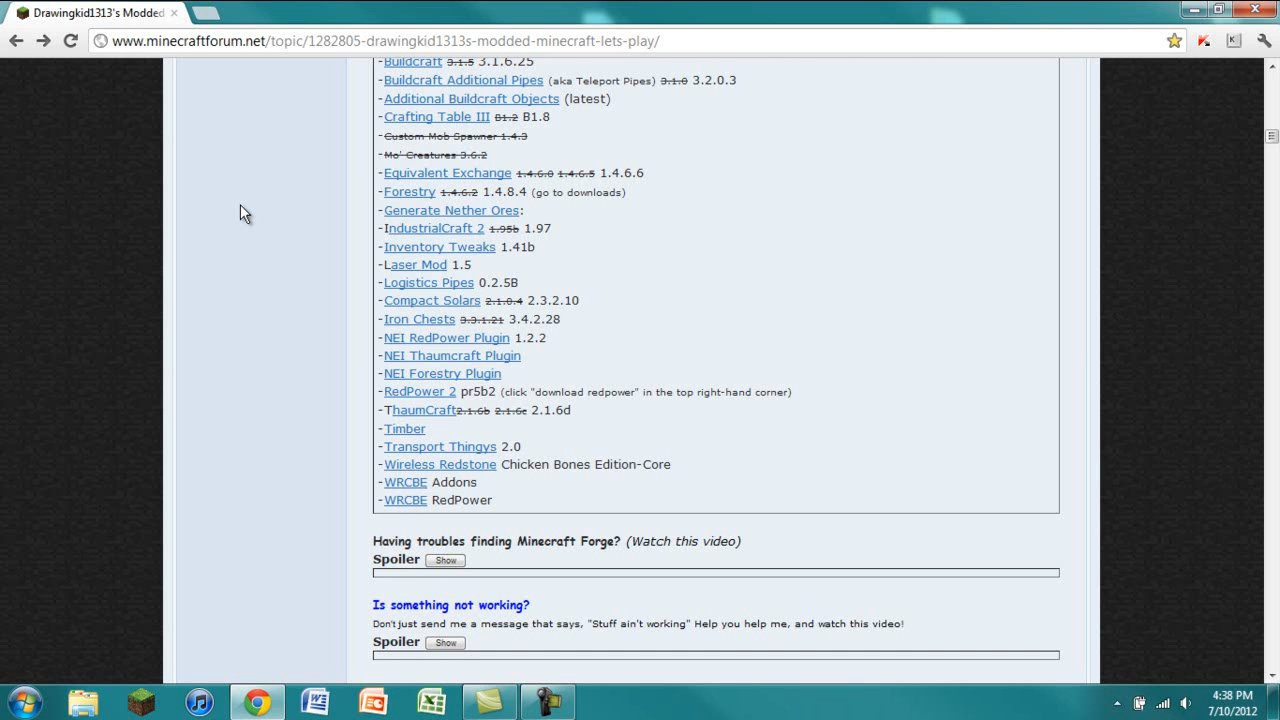 Drawingkid1313's Modded
www.minecraftforum.net/topic/1282805-drawingkid1313s-modded-minecraft-lets-play/
-Buildcraft 3.1.5 3.1.6.25
-Buildcraft Additional Pipes (aka Teleport Pipes) 3.1.0 3.2.0.3
-Additional Buildcraft Objects (latest)
-Crafting Table III B1.2 B1.8
-Custom Mob Spawner 1.4.3
-Mo' Creatures 3.6.2
-Equivalent Exchange 1.4.6.0 1.4.6.5 1.4.6.6
-Forestry 1.4.6.2 1.4.8.4 (go to downloads)
-Generate Nether Ores:
-IndustrialCraft 2 1.95b 1.97
-Inventory Tweaks 1.41b
-Laser Mod 1.5
-Logistics Pipes 0.2.5B
-Compact Solars 2.1.0.4 2.3.2.10
-Iron Chests 3.3.1.21 3.4.2.28
-NEI RedPower Plugin 1.2.2
-NEI Thaumcraft Plugin
-NEI Forestry Plugin
-RedPower 2 pr5b2 (click "download redpower" in the top right-hand corner)
-ThaumCraft2.1.6b 2.1.6c 2.1.6d
-Timber
-Transport Thingys 2.0
-Wireless Redstone Chicken Bones Edition-Core
-WRCBE Addons
-WRCBE RedPower
Having troubles finding Minecraft Forge? (Watch this video)
Spoiler Show
Is something not working?
Don't just send me a message that says, "Stuff ain't working" Help you help me, and watch this video!
Spoiler Show
4:38 PM
7/10/2012